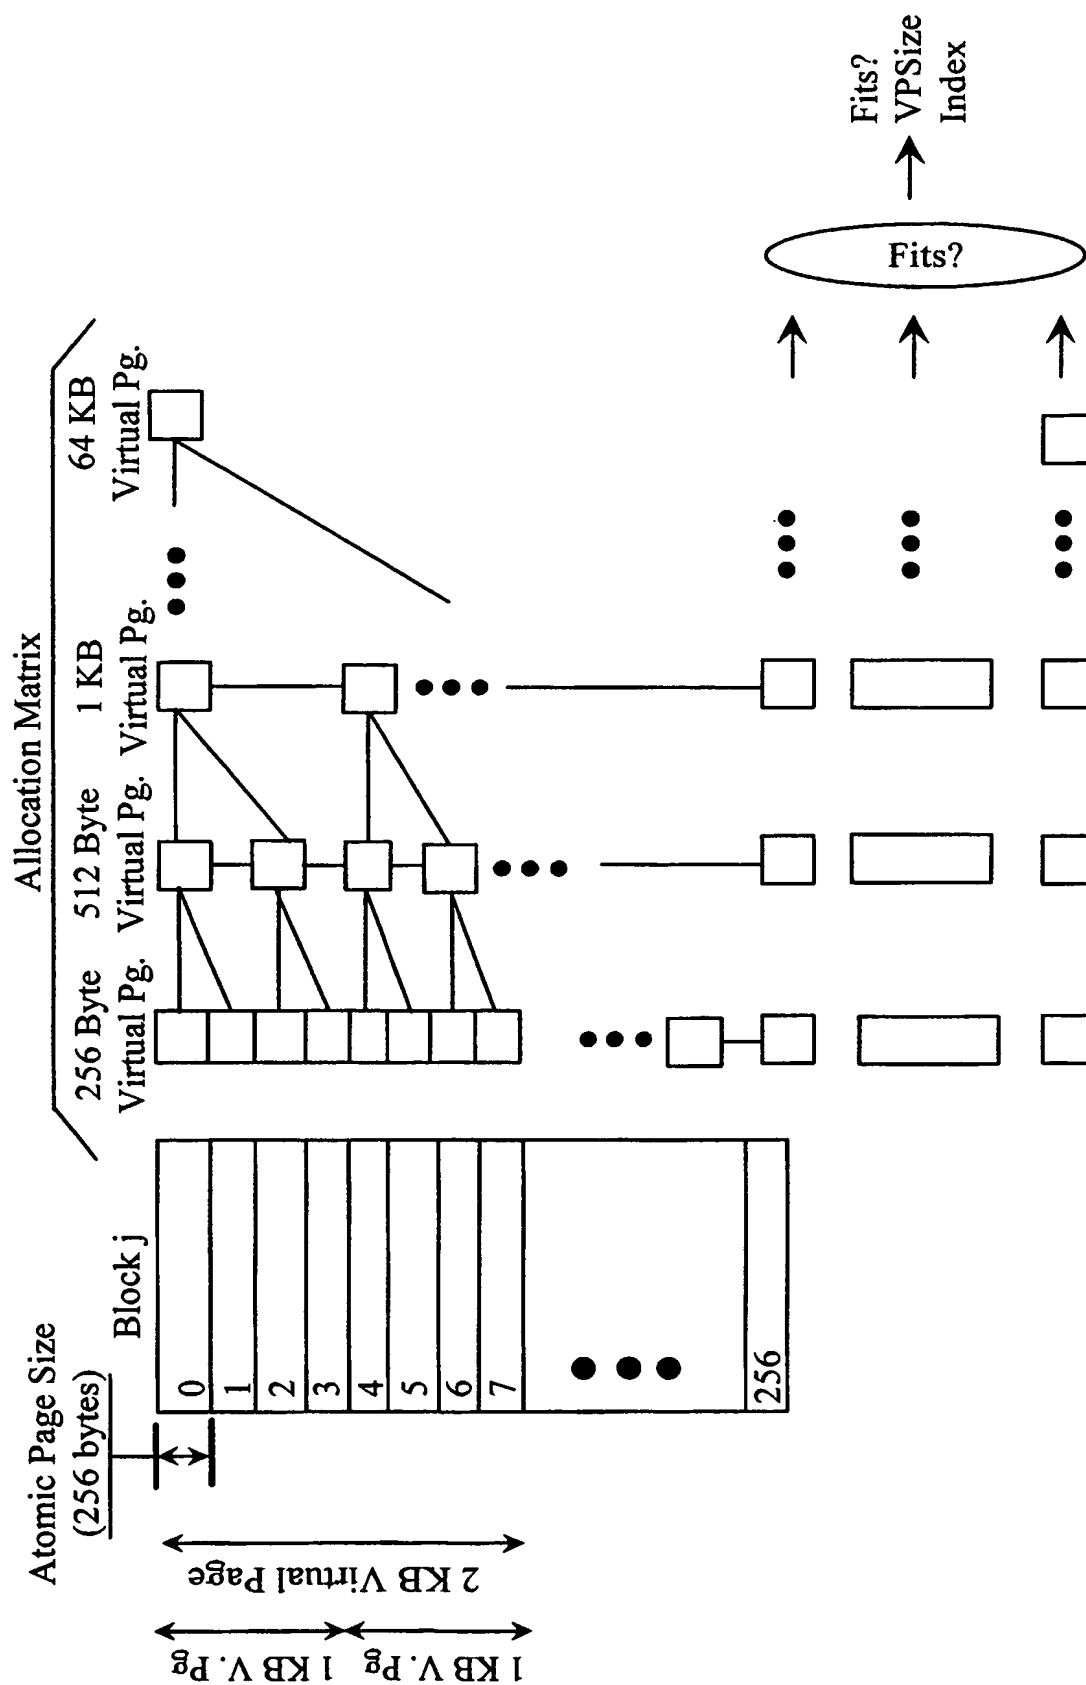 Allocation Matrix
256 Byte
Virtual Pg.
512 Byte
Virtual Pg.
1 KB
Virtual Pg.
64 KB
Virtual Pg.
Atomic Page Size
(256 bytes)
Block j
0
1
2
3
4
5
6
7
256
2 KB Virtual Page
1 KB V. Pg
1 KB V. Pg
Fits?
Fits?
VPSize
Index